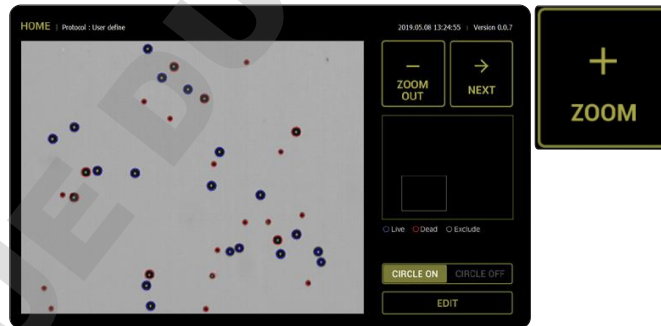 HOME | Protocol : User define
2019.05.08 13:24:55 | Version 0.0.7
ZOOM
OUT
NEXT
ZOOM
Live Dead Exclude
CIRCLE ON CIRCLE OFF
EDIT